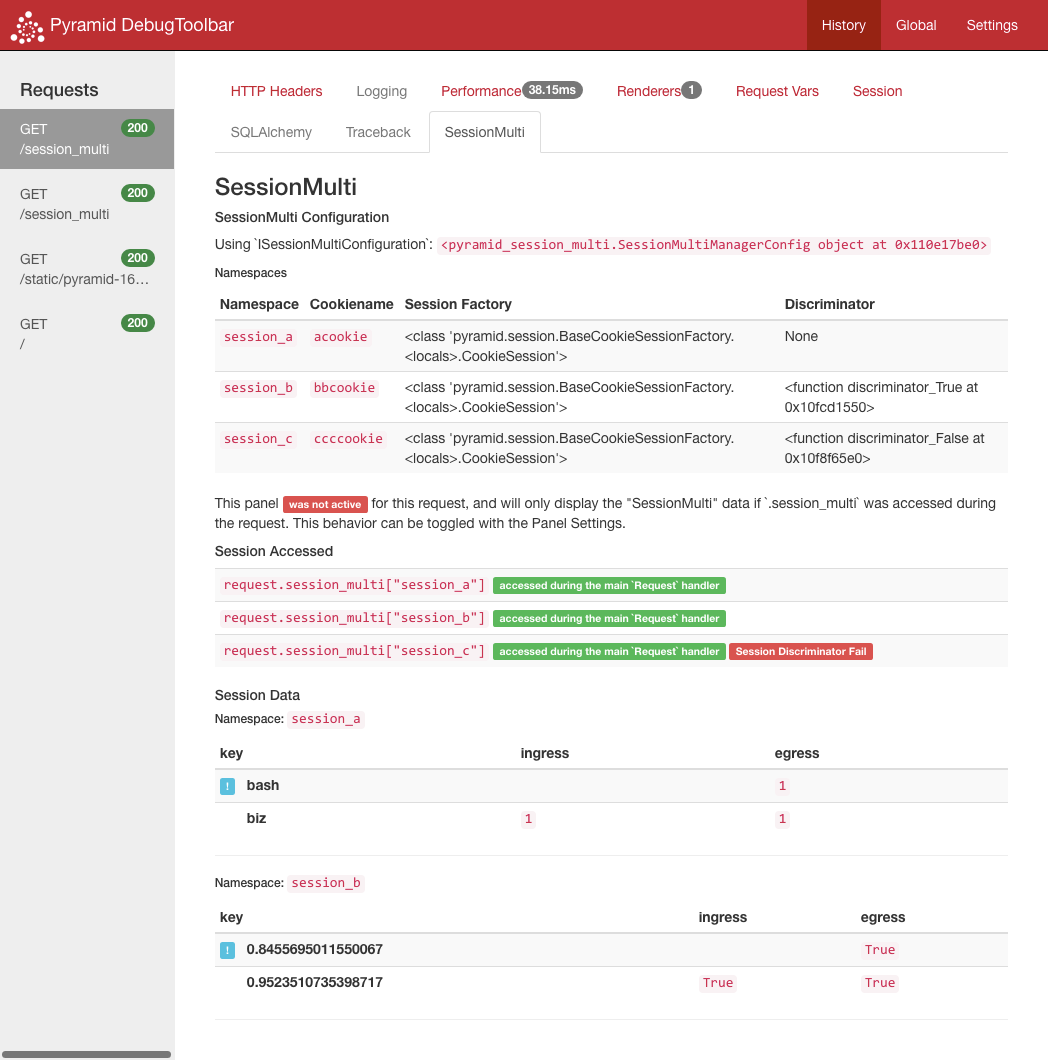 Pyramid DebugToolbar
History Global Settings
Requests
GET 200
/session_multi
GET 200
/session_multi
GET 200
/static/pyramid-16…
GET 200
/
HTTP Headers Logging Performance 38.15ms Renderers 1 Request Vars Session
SQLAlchemy Traceback SessionMulti
SessionMulti
SessionMulti Configuration
Using `ISessionMultiConfiguration`: <pyramid_session_multi.SessionMultiManagerConfig object at 0x110e17be0>
Namespaces
Namespace Cookiename Session Factory Discriminator
session_a acookie <class 'pyramid.session.BaseCookieSessionFactory. None
<locals>.CookieSession'>
session_b bbcookie <class 'pyramid.session.BaseCookieSessionFactory. <function discriminator_True at
<locals>.CookieSession'> 0x10fcd1550>
session_c ccccookie <class 'pyramid.session.BaseCookieSessionFactory. <function discriminator_False at
<locals>.CookieSession'> 0x10f8f65e0>
This panel was not active for this request, and will only display the "SessionMulti" data if `.session_multi` was accessed during
the request. This behavior can be toggled with the Panel Settings.
Session Accessed
request.session_multi["session_a"] accessed during the main `Request` handler
request.session_multi["session_b"] accessed during the main `Request` handler
request.session_multi["session_c"] accessed during the main `Request` handler Session Discriminator Fail
Session Data
Namespace: session_a
key ingress egress
! bash 1
biz 1 1
Namespace: session_b
key ingress egress
! 0.8455695011550067 True
0.9523510735398717 True True